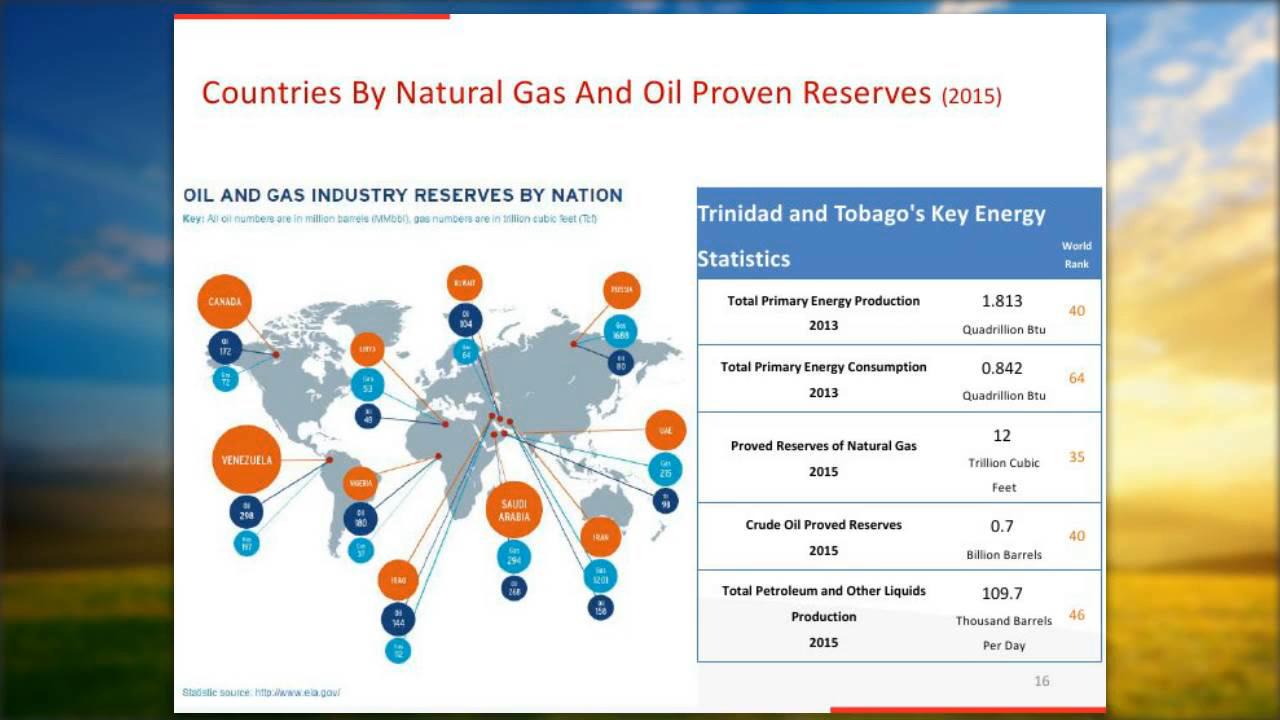 Countries By Natural Gas And Oil Proven Reserves (2015)
OIL AND GAS INDUSTRY RESERVES BY NATION
Key: All oil numbers are in million barrels (MMbbl), gas numbers are in trillion cubic feet (Tcf)
CANADA
Oil
172
Gas
72
LIBYA
Gas
53
Oil
48
KUWAIT
Oil
104
Gas
64
RUSSIA
Gas
1688
Oil
80
VENEZUELA
Oil
298
Gas
197
NIGERIA
Oil
180
Gas
37
IRAQ
Oil
144
Gas
112
SAUDI
ARABIA
Gas
294
Oil
268
IRAN
Gas
1201
Oil
158
UAE
Gas
215
Oil
98
Statistic source: http://www.eia.gov/
Trinidad and Tobago's Key Energy
Statistics
World
Rank
Total Primary Energy Production
2013
1.813
Quadrillion Btu
40
Total Primary Energy Consumption
2013
0.842
Quadrillion Btu
64
Proved Reserves of Natural Gas
2015
12
Trillion Cubic
Feet
35
Crude Oil Proved Reserves
2015
0.7
Billion Barrels
40
Total Petroleum and Other Liquids
Production
2015
109.7
Thousand Barrels
Per Day
46
16